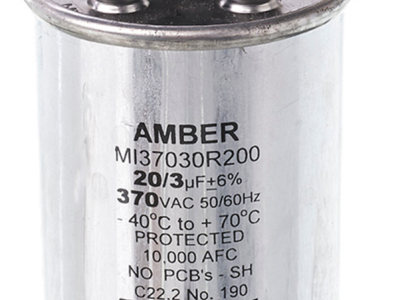 AMBER
MI37030R200
20/3µF±6%
370VAC 50/60Hz
- 40°C to + 70°C
PROTECTED
10,000 AFC
NO PCB's - SH
C22.2 No. 190